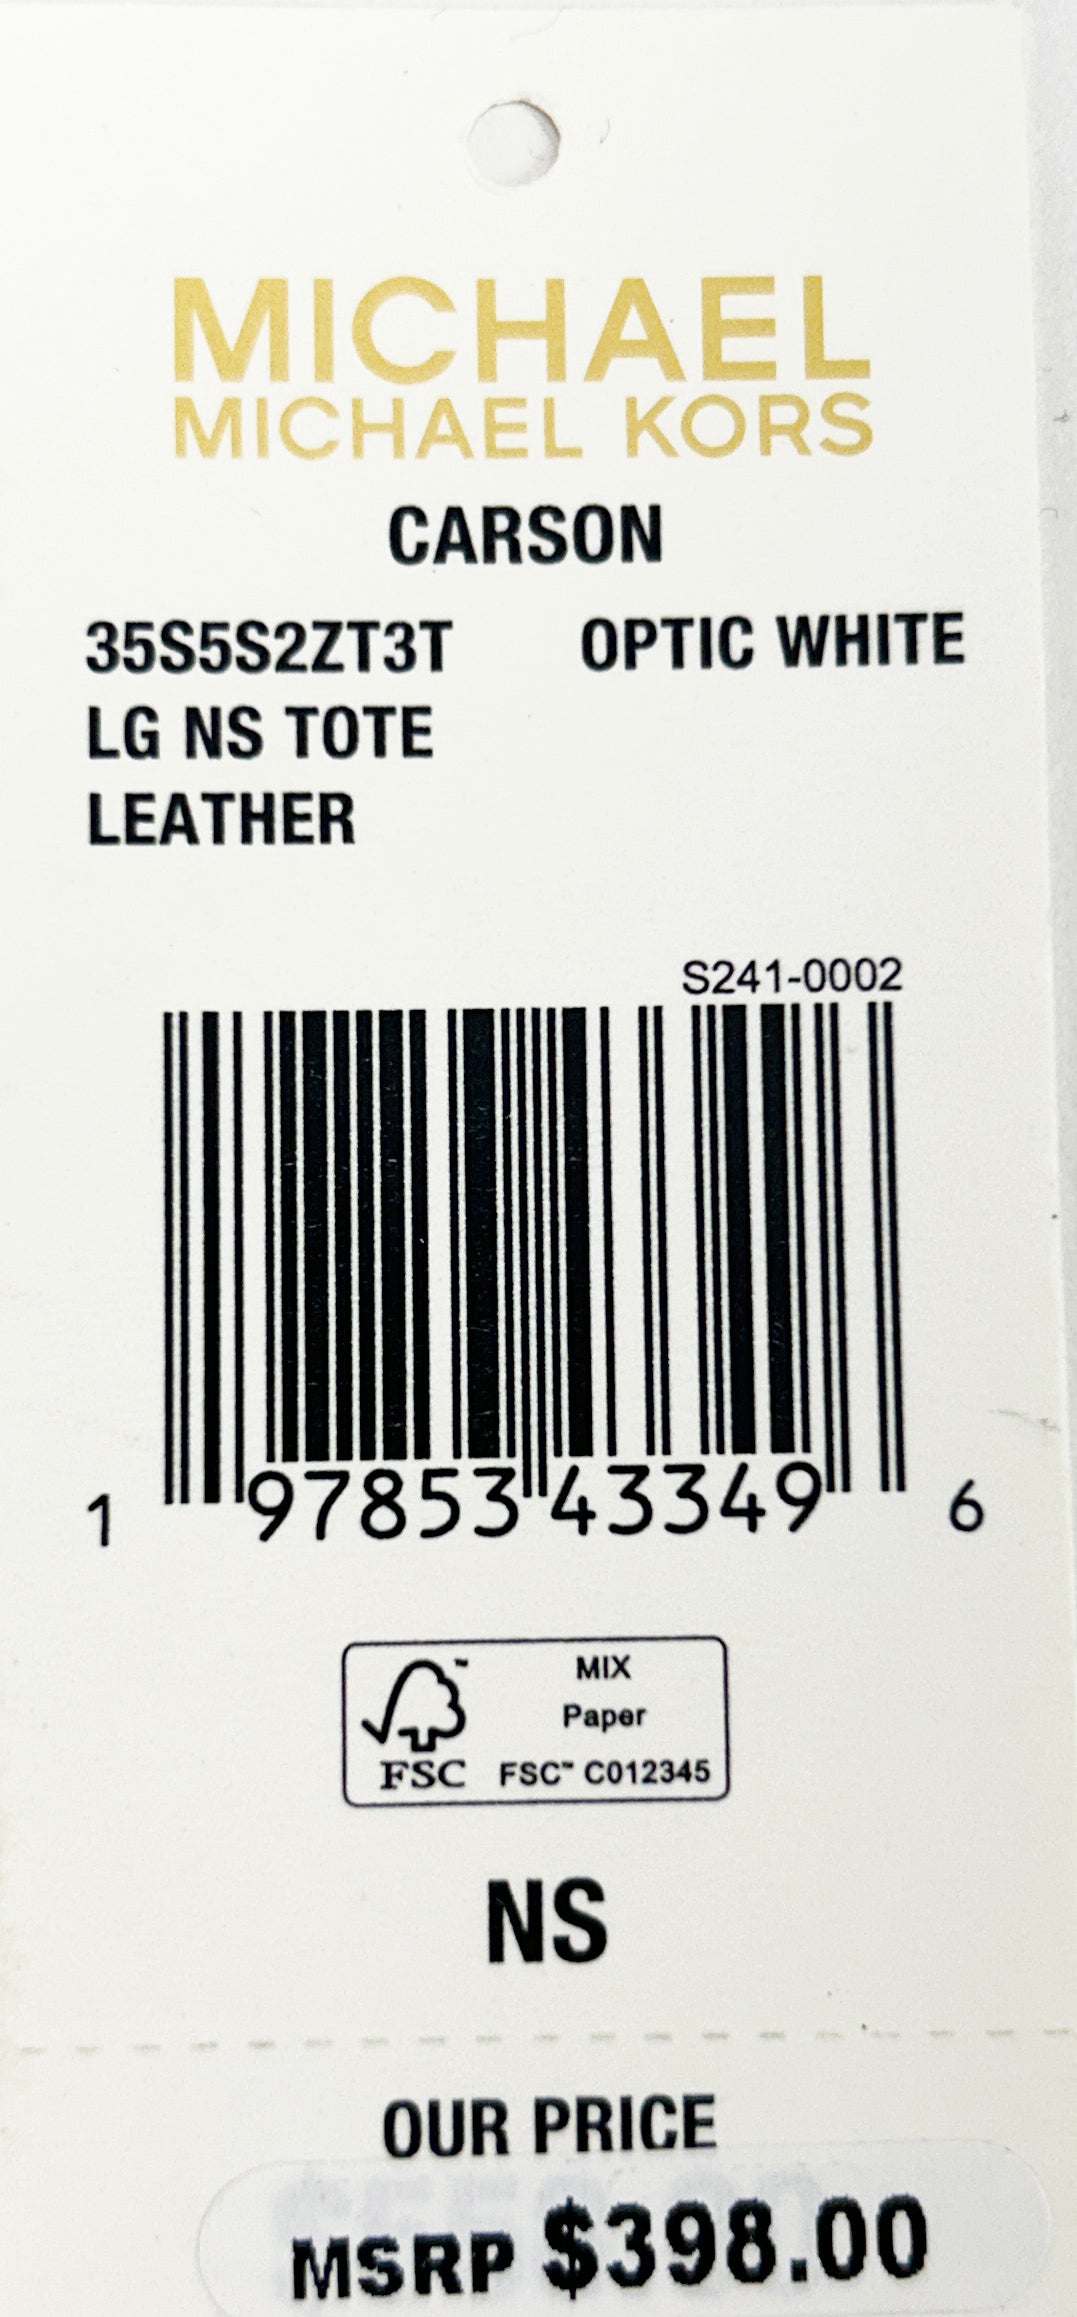 MICHAEL
MICHAEL KORS
CARSON
35S5S2ZT3T OPTIC WHITE
LG NS TOTE
LEATHER
S241-0002
1 97853 43349 6
MIX
Paper
FSC FSC™ C012345
NS
OUR PRICE
MSRP $398.00